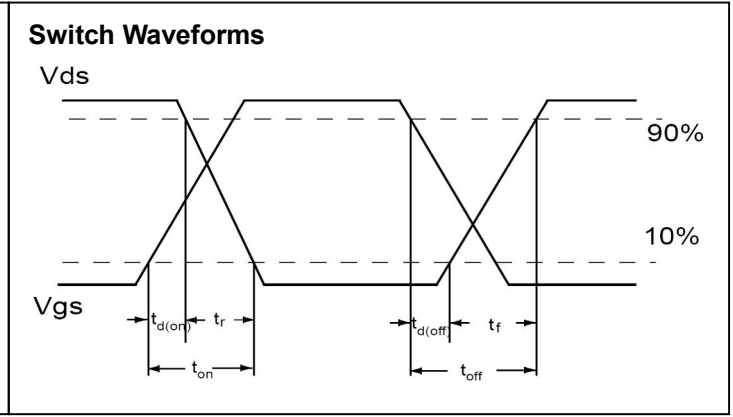 Switch Waveforms
Vds
90%
10%
Vgs
td(on) tr td(off) tf
ton toff